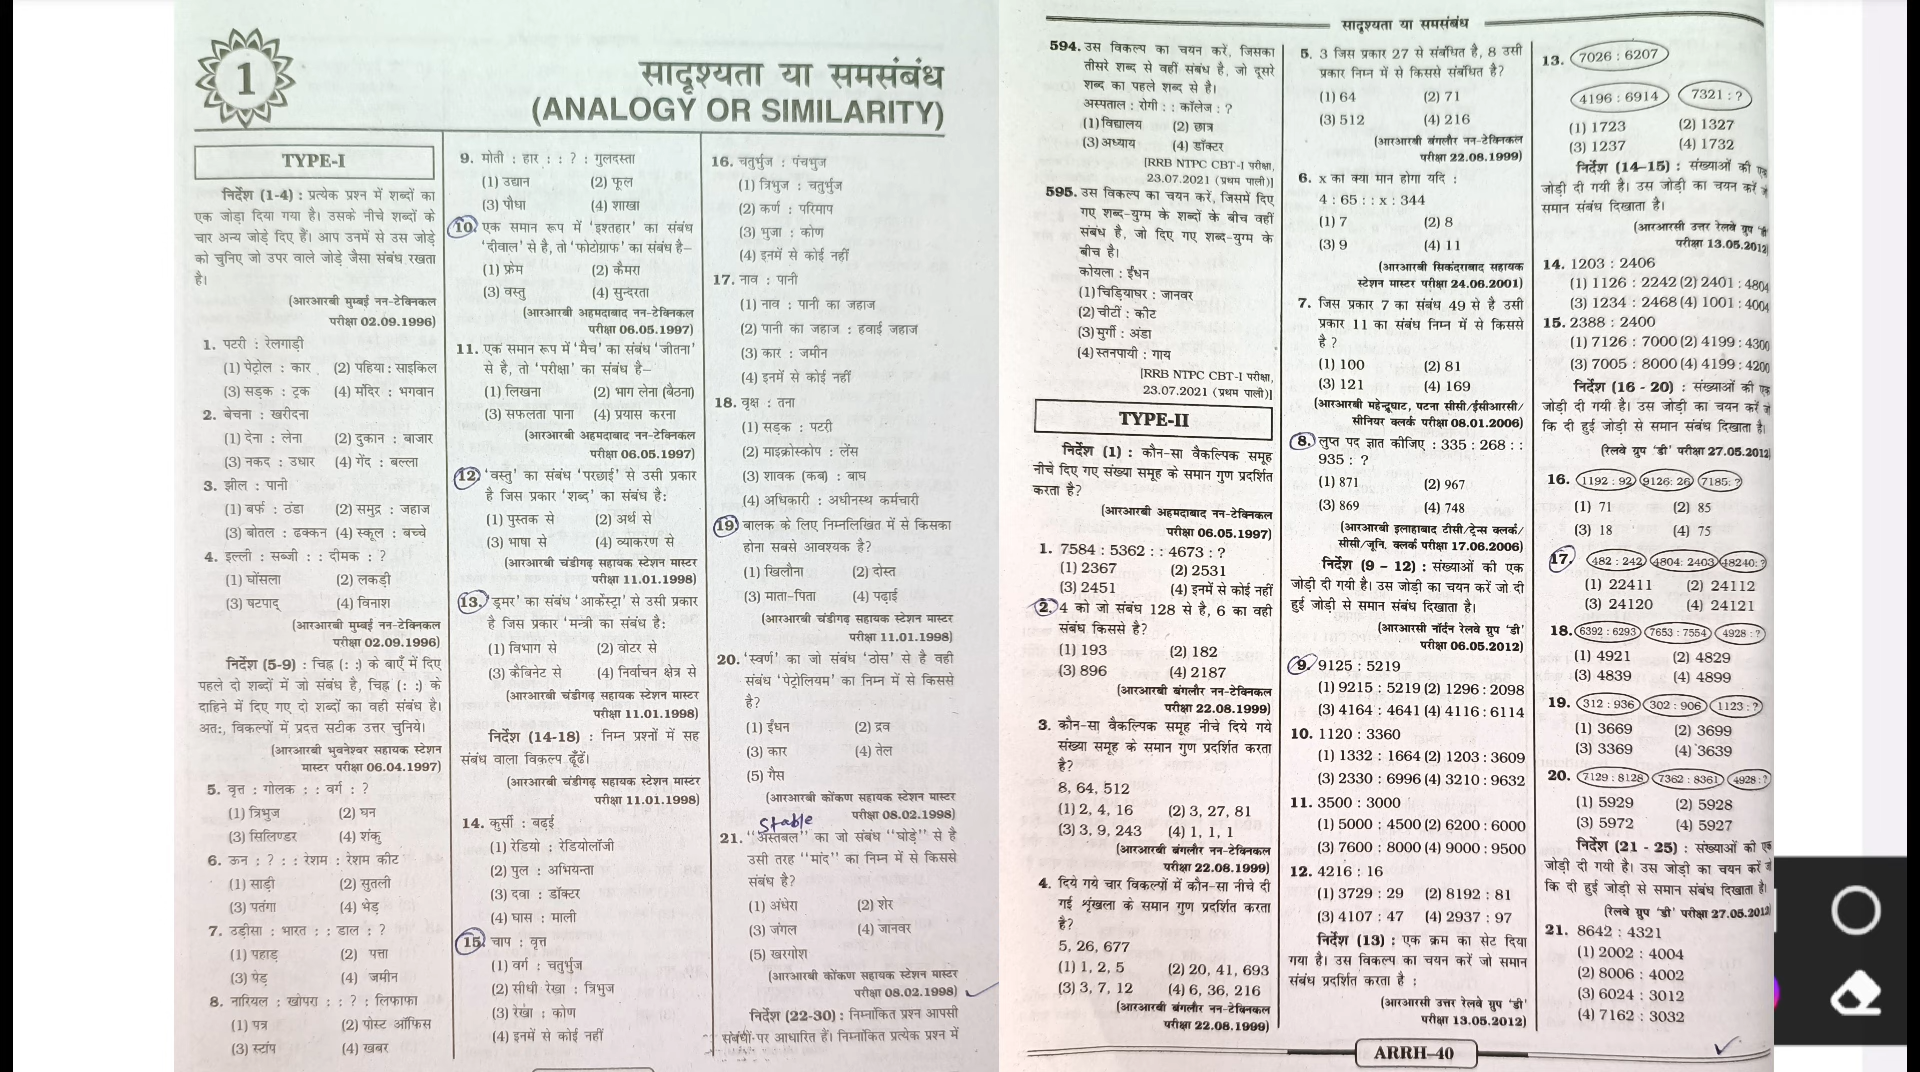 1
सादृश्यता या समसंबंध
(ANALOGY OR SIMILARITY)
TYPE-I
निर्देश (1-4) : प्रत्येक प्रश्न में शब्दों का
एक जोड़ा दिया गया है। उसके नीचे शब्दों के
चार अन्य जोड़े दिए हैं। आप उनमें से उस जोड़े
को चुनिए जो उपर वाले जोड़े जैसा संबंध रखता
है।
(आरआरबी मुम्बई नन-टेक्निकल
परीक्षा 02.09.1996)
1. पटरी : रेलगाड़ी
(1) पेट्रोल : कार (2) पहिया : साइकिल
(3) सड़क : ट्रक (4) मंदिर : भगवान
2. बेचना : खरीदना
(1) देना : लेना (2) दुकान : बाजार
(3) नकद : उधार (4) गेंद : बल्ला
3. झील : पानी
(1) बर्फ : ठंडा (2) समुद्र : जहाज
(3) बोतल : ढक्कन (4) स्कूल : बच्चे
4. इल्ली : सब्जी : : दीमक : ?
(1) घोंसला (2) लकड़ी
(3) षटपाद् (4) विनाश
(आरआरबी मुम्बई नन-टेक्निकल
परीक्षा 02.09.1996)
निर्देश (5-9) : चिह्न (: :) के बाएँ में दिए
पहले दो शब्दों में जो संबंध है, चिह्न (: :) के
दाहिने में दिए गए दो शब्दों का वही संबंध है।
अतः, विकल्पों में प्रदत्त सटीक उत्तर चुनिये।
(आरआरबी भुवनेश्वर सहायक स्टेशन
मास्टर परीक्षा 06.04.1997)
5. वृत्त : गोलक : : वर्ग : ?
(1) त्रिभुज (2) घन
(3) सिलिण्डर (4) शंकु
6. ऊन : ? : : रेशम : रेशम कीट
(1) साड़ी (2) सुतली
(3) पतंगा (4) भेड़
7. उड़ीसा : भारत : : डाल : ?
(1) पहाड़ (2) पत्ता
(3) पेड़ (4) जमीन
8. नारियल : खोपरा : : ? : लिफाफा
(1) पत्र (2) पोस्ट ऑफिस
(3) स्टांप (4) खबर
9. मोती : हार : : ? : गुलदस्ता
(1) उद्यान (2) फूल
(3) पौधा (4) शाखा
10. एक समान रूप में 'इश्तहार' का संबंध
'दीवाल' से है, तो 'फोटोग्राफ' का संबंध है–
(1) फ्रेम (2) कैमरा
(3) वस्तु (4) सुन्दरता
(आरआरबी अहमदाबाद नन-टेक्निकल
परीक्षा 06.05.1997)
11. एक समान रूप में 'मैच' का संबंध 'जीतना'
से है, तो 'परीक्षा' का संबंध है–
(1) लिखना (2) भाग लेना (बैठना)
(3) सफलता पाना (4) प्रयास करना
(आरआरबी अहमदाबाद नन-टेक्निकल
परीक्षा 06.05.1997)
12. 'वस्तु' का संबंध 'परछाई' से उसी प्रकार
है जिस प्रकार 'शब्द' का संबंध है:
(1) पुस्तक से (2) अर्थ से
(3) भाषा से (4) व्याकरण से
(आरआरबी चंडीगढ़ सहायक स्टेशन मास्टर
परीक्षा 11.01.1998)
13. 'ड्रमर' का संबंध 'आर्केस्ट्रा' से उसी प्रकार
है जिस प्रकार 'मन्त्री का संबंध है:
(1) विभाग से (2) वोटर से
(3) कैबिनेट से (4) निर्वाचन क्षेत्र से
(आरआरबी चंडीगढ़ सहायक स्टेशन मास्टर
परीक्षा 11.01.1998)
निर्देश (14-18) : निम्न प्रश्नों में सह
संबंध वाला विकल्प ढूँढें।
(आरआरबी चंडीगढ़ सहायक स्टेशन मास्टर
परीक्षा 11.01.1998)
14. कुर्सी : बढ़ई
(1) रेडियो : रेडियोलॉजी
(2) पुल : अभियन्ता
(3) दवा : डॉक्टर
(4) घास : माली
15. चाप : वृत्त
(1) वर्ग : चतुर्भुज
(2) सीधी रेखा : त्रिभुज
(3) रेखा : कोण
(4) इनमें से कोई नहीं
16. चतुर्भुज : पंचभुज
(1) त्रिभुज : चतुर्भुज
(2) कर्ण : परिमाप
(3) भुजा : कोण
(4) इनमें से कोई नहीं
17. नाव : पानी
(1) नाव : पानी का जहाज
(2) पानी का जहाज : हवाई जहाज
(3) कार : जमीन
(4) इनमें से कोई नहीं
18. वृक्ष : तना
(1) सड़क : पटरी
(2) माइक्रोस्कोप : लेंस
(3) शावक (कब) : बाघ
(4) अधिकारी : अधीनस्थ कर्मचारी
19. बालक के लिए निम्नलिखित में से किसका
होना सबसे आवश्यक है?
(1) खिलौना (2) दोस्त
(3) माता-पिता (4) पढ़ाई
(आरआरबी चंडीगढ़ सहायक स्टेशन मास्टर
परीक्षा 11.01.1998)
20. 'स्वर्ण' का जो संबंध 'ठोस' से है वही
संबंध 'पेट्रोलियम' का निम्न में से किससे
है?
(1) ईंधन (2) द्रव
(3) कार (4) तेल
(5) गैस
(आरआरबी कोंकण सहायक स्टेशन मास्टर
परीक्षा 08.02.1998)
Stable
21. ''अस्तबल'' का जो संबंध ''घोड़े'' से है
उसी तरह ''मांद'' का निम्न में से किससे
संबंध है?
(1) अंधेरा (2) शेर
(3) जंगल (4) जानवर
(5) खरगोश
(आरआरबी कोंकण सहायक स्टेशन मास्टर
परीक्षा 08.02.1998)
निर्देश (22-30) : निम्नांकित प्रश्न आपसी
संबंधों पर आधारित हैं। निम्नांकित प्रत्येक प्रश्न में
सादृश्यता या समसंबंध
594. उस विकल्प का चयन करें, जिसका
तीसरे शब्द से वहीं संबंध है, जो दूसरे
शब्द का पहले शब्द से है।
अस्पताल : रोगी : : कॉलेज : ?
(1) विद्यालय (2) छात्र
(3) अध्याय (4) डॉक्टर
[RRB NTPC CBT-I परीक्षा,
23.07.2021 (प्रथम पाली)]
595. उस विकल्प का चयन करें, जिसमें दिए
गए शब्द-युग्म के शब्दों के बीच वहीं
संबंध है, जो दिए गए शब्द-युग्म के
बीच है।
कोयला : ईंधन
(1) चिड़ियाघर : जानवर
(2) चींटी : कीट
(3) मुर्गी : अंडा
(4) स्तनपायी : गाय
[RRB NTPC CBT-I परीक्षा,
23.07.2021 (प्रथम पाली)]
TYPE-II
निर्देश (1) : कौन-सा वैकल्पिक समूह
नीचे दिए गए संख्या समूह के समान गुण प्रदर्शित
करता है?
(आरआरबी अहमदाबाद नन-टेक्निकल
परीक्षा 06.05.1997)
1. 7584 : 5362 : : 4673 : ?
(1) 2367 (2) 2531
(3) 2451 (4) इनमें से कोई नहीं
2. 4 को जो संबंध 128 से है, 6 का वही
संबंध किससे है?
(1) 193 (2) 182
(3) 896 (4) 2187
(आरआरबी बंगलौर नन-टेक्निकल
परीक्षा 22.08.1999)
3. कौन-सा वैकल्पिक समूह नीचे दिये गये
संख्या समूह के समान गुण प्रदर्शित करता
है?
8, 64, 512
(1) 2, 4, 16 (2) 3, 27, 81
(3) 3, 9, 243 (4) 1, 1, 1
(आरआरबी बंगलौर नन-टेक्निकल
परीक्षा 22.08.1999)
4. दिये गये चार विकल्पों में कौन-सा नीचे दी
गई श्रृंखला के समान गुण प्रदर्शित करता
है?
5, 26, 677
(1) 1, 2, 5 (2) 20, 41, 693
(3) 3, 7, 12 (4) 6, 36, 216
(आरआरबी बंगलौर नन-टेक्निकल
परीक्षा 22.08.1999)
5. 3 जिस प्रकार 27 से संबंधित है, 8 उसी
प्रकार निम्न में से किससे संबंधित है?
(1) 64 (2) 71
(3) 512 (4) 216
(आरआरबी बंगलौर नन-टेक्निकल
परीक्षा 22.08.1999)
6. x का क्या मान होगा यदि :
4 : 65 : : x : 344
(1) 7 (2) 8
(3) 9 (4) 11
(आरआरबी सिकंदराबाद सहायक
स्टेशन मास्टर परीक्षा 24.06.2001)
7. जिस प्रकार 7 का संबंध 49 से है उसी
प्रकार 11 का संबंध निम्न में से किससे
है ?
(1) 100 (2) 81
(3) 121 (4) 169
(आरआरबी महेन्द्रूघाट, पटना सीसी/ईसीआरसी/
सीनियर क्लर्क परीक्षा 08.01.2006)
8. लुप्त पद ज्ञात कीजिए : 335 : 268 : :
935 : ?
(1) 871 (2) 967
(3) 869 (4) 748
(आरआरबी इलाहाबाद टीसी/ट्रेन्स क्लर्क/
सीसी/जूनि. क्लर्क परीक्षा 17.06.2006)
निर्देश (9 – 12) : संख्याओं की एक
जोड़ी दी गयी है। उस जोड़ी का चयन करें जो दी
हुई जोड़ी से समान संबंध दिखाता है।
(आरआरसी नॉर्दन रेलवे ग्रुप 'डी'
परीक्षा 06.05.2012)
9. 9125 : 5219
(1) 9215 : 5219 (2) 1296 : 2098
(3) 4164 : 4641 (4) 4116 : 6114
10. 1120 : 3360
(1) 1332 : 1664 (2) 1203 : 3609
(3) 2330 : 6996 (4) 3210 : 9632
11. 3500 : 3000
(1) 5000 : 4500 (2) 6200 : 6000
(3) 7600 : 8000 (4) 9000 : 9500
12. 4216 : 16
(1) 3729 : 29 (2) 8192 : 81
(3) 4107 : 47 (4) 2937 : 97
निर्देश (13) : एक क्रम का सेट दिया
गया है। उस विकल्प का चयन करें जो समान
संबंध प्रदर्शित करता है :
(आरआरसी उत्तर रेलवे ग्रुप 'डी'
परीक्षा 13.05.2012)
13. 7026 : 6207
4196 : 6914 7321 : ?
(1) 1723 (2) 1327
(3) 1237 (4) 1732
निर्देश (14–15) : संख्याओं की एक
जोड़ी दी गयी है। उस जोड़ी का चयन करें जो
समान संबंध दिखाता है।
(आरआरसी उत्तर रेलवे ग्रुप 'डी'
परीक्षा 13.05.2012)
14. 1203 : 2406
(1) 1126 : 2242 (2) 2401 : 4804
(3) 1234 : 2468 (4) 1001 : 4004
15. 2388 : 2400
(1) 7126 : 7000 (2) 4199 : 4300
(3) 7005 : 8000 (4) 4199 : 4200
निर्देश (16 - 20) : संख्याओं की एक
जोड़ी दी गयी है। उस जोड़ी का चयन करें जो
कि दी हुई जोड़ी से समान संबंध दिखाता है।
(रेलवे ग्रुप 'डी' परीक्षा 27.05.2012)
16. 1192 : 92 9126 : 26 7185 : ?
(1) 71 (2) 85
(3) 18 (4) 75
17. 482 : 242 4804 : 2403 48240 : ?
(1) 22411 (2) 24112
(3) 24120 (4) 24121
18. 6392 : 6293 7653 : 7554 4928 : ?
(1) 4921 (2) 4829
(3) 4839 (4) 4899
19. 312 : 936 302 : 906 1123 : ?
(1) 3669 (2) 3699
(3) 3369 (4) 3639
20. 7129 : 8128 7362 : 8361 4928 : ?
(1) 5929 (2) 5928
(3) 5972 (4) 5927
निर्देश (21 - 25) : संख्याओं की एक
जोड़ी दी गयी है। उस जोड़ी का चयन करें जो
कि दी हुई जोड़ी से समान संबंध दिखाता है।
(रेलवे ग्रुप 'डी' परीक्षा 27.05.2012)
21. 8642 : 4321
(1) 2002 : 4004
(2) 8006 : 4002
(3) 6024 : 3012
(4) 7162 : 3032
ARRH–40